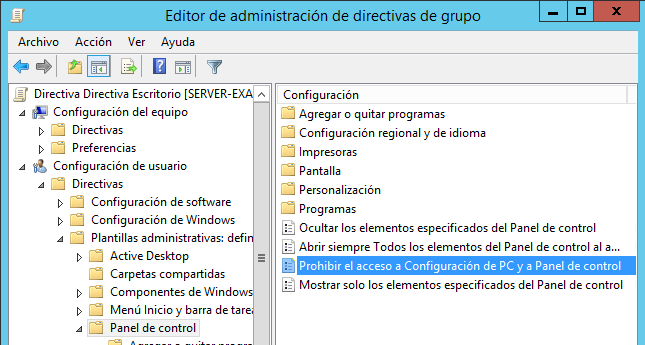 Editor de administración de directivas de grupo
Archivo Acción Ver Ayuda
Directiva Directiva Escritorio [SERVER-EXA
Configuración del equipo
Directivas
Preferencias
Configuración de usuario
Directivas
Configuración de software
Configuración de Windows
Plantillas administrativas: defin
Active Desktop
Carpetas compartidas
Componentes de Windows
Menú Inicio y barra de tarea
Panel de control
Configuración
Agregar o quitar programas
Configuración regional y de idioma
Impresoras
Pantalla
Personalización
Programas
Ocultar los elementos especificados del Panel de control
Abrir siempre Todos los elementos del Panel de control al a...
Prohibir el acceso a Configuración de PC y a Panel de control
Mostrar solo los elementos especificados del Panel de control